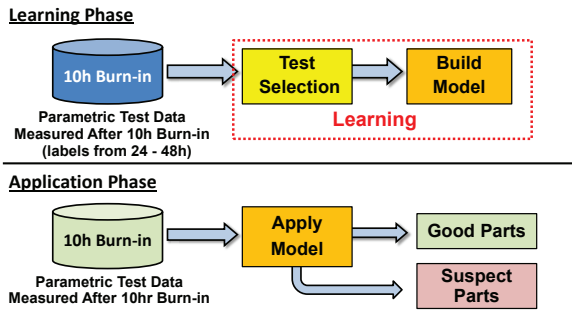 Learning Phase
10h Burn-in
Test
Selection
Build
Model
Learning
Parametric Test Data
Measured After 10h Burn-in
(labels from 24 - 48h)
Application Phase
10h Burn-in
Apply
Model
Good Parts
Suspect
Parts
Parametric Test Data
Measured After 10hr Burn-in